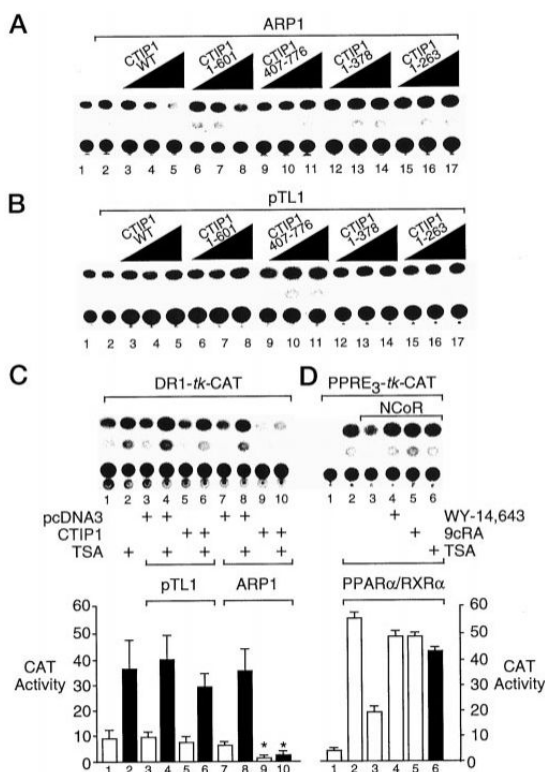 A
ARP1
CTIP1 WT
CTIP1 1-601
CTIP1 407-776
CTIP1 1-378
CTIP1 1-263
1 2 3 4 5 6 7 8 9 10 11 12 13 14 15 16 17
B
pTL1
CTIP1 WT
CTIP1 1-601
CTIP1 407-776
CTIP1 1-378
CTIP1 1-263
1 2 3 4 5 6 7 8 9 10 11 12 13 14 15 16 17
C
DR1-tk-CAT
1 2 3 4 5 6 7 8 9 10
pcDNA3 + + + +
CTIP1 + + + +
TSA + + + + +
pTL1 ARP1
60
50
40
30
20
10
0
CAT
Activity
* *
1 2 3 4 5 6 7 8 9 10
D
PPRE3-tk-CAT
NCoR
1 2 3 4 5 6
+ WY-14,643
+ 9cRA
+ TSA
PPARα/RXRα
60
50
40
30
20
10
0
CAT
Activity
1 2 3 4 5 6